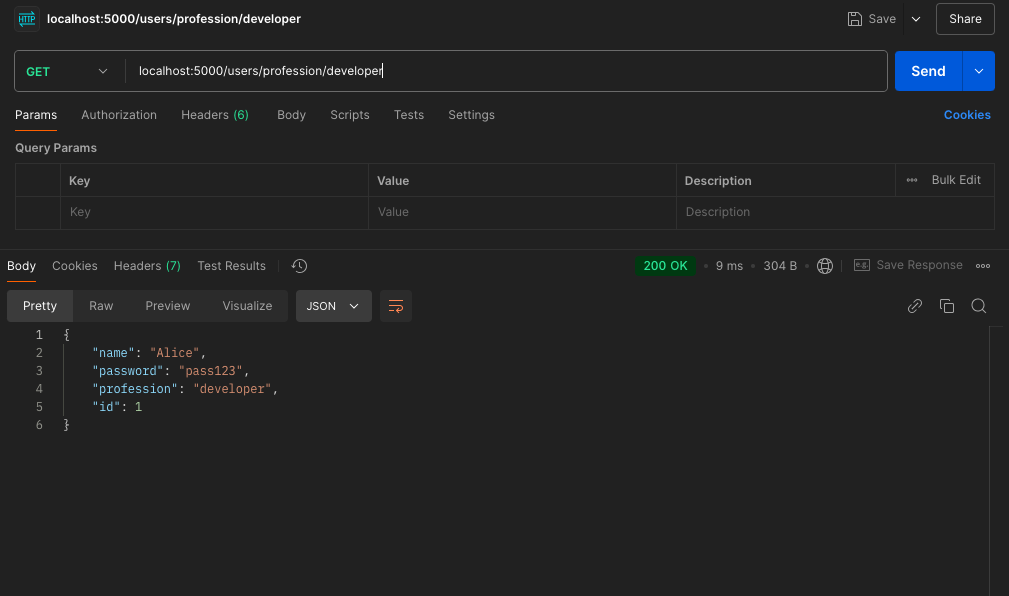 HTTP localhost:5000/users/profession/developer Save Share
GET localhost:5000/users/profession/developer Send
Params Authorization Headers (6) Body Scripts Tests Settings Cookies
Query Params
Key Value Description ••• Bulk Edit
Key Value Description
Body Cookies Headers (7) Test Results 200 OK • 9 ms • 304 B • e.g. Save Response •••
Pretty Raw Preview Visualize JSON
1 {
2 "name": "Alice",
3 "password": "pass123",
4 "profession": "developer",
5 "id": 1
6 }